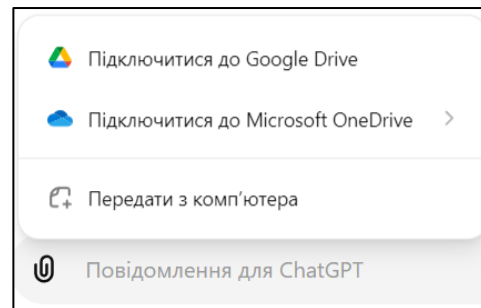 Підключитися до Google Drive
Підключитися до Microsoft OneDrive
Передати з комп'ютера
Повідомлення для ChatGPT